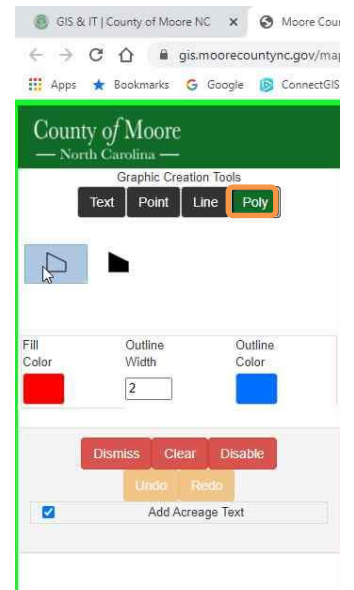 GIS & IT | County of Moore NC
Moore Cou
gis.moorecountync.gov/ma
Apps Bookmarks Google ConnectGIS
County of Moore
North Carolina
Graphic Creation Tools
Text Point Line Poly
Fill Color
Outline Width
Outline Color
2
Dismiss Clear Disable
Undo Redo
Add Acreage Text